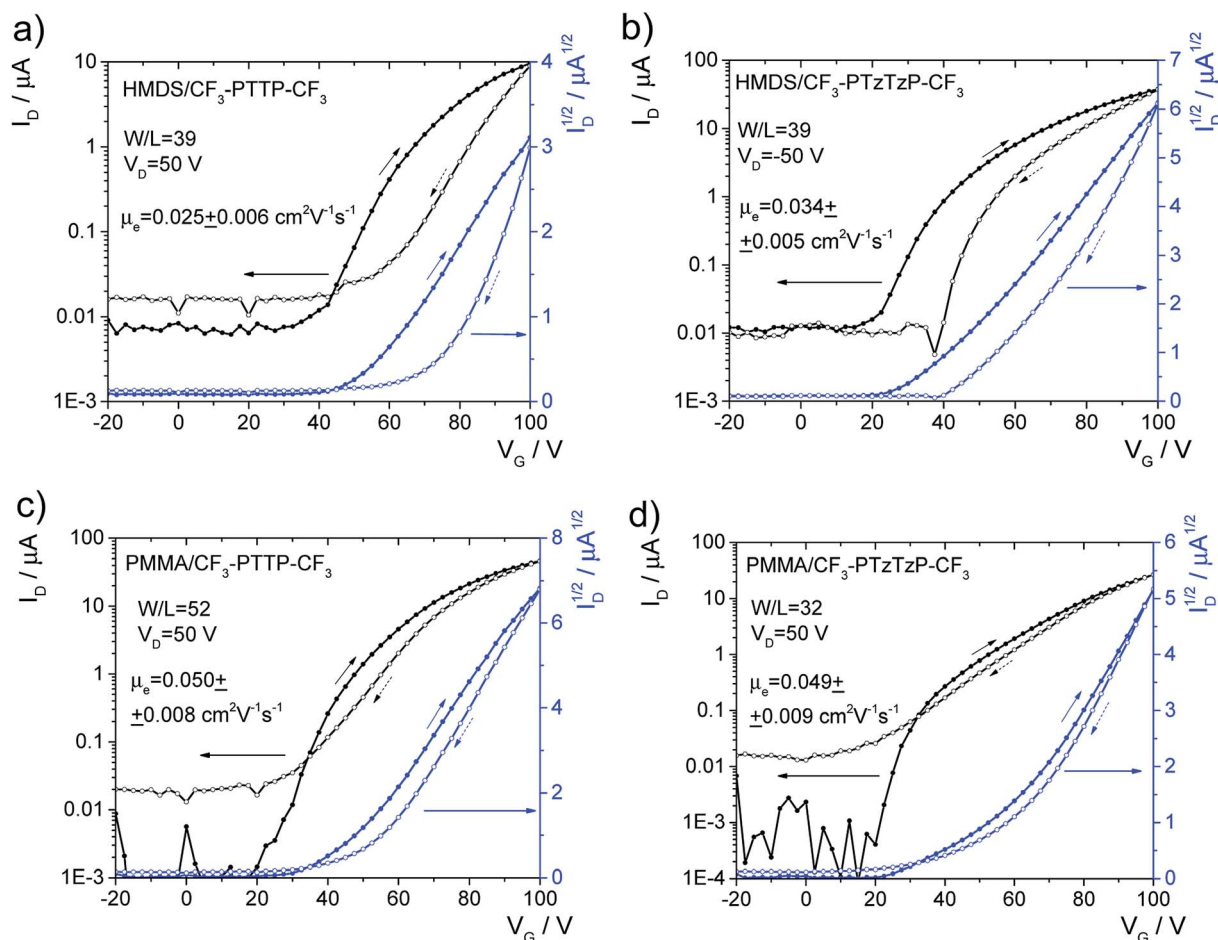 a)
I_D / μA
10
1
0.1
0.01
1E-3
HMDS/CF₃-PTTP-CF₃
W/L=39
V_D=50 V
μₑ=0.025±0.006 cm²V⁻¹s⁻¹
4
3
2
1
0
I_D^1/2 / μA^1/2
-20 0 20 40 60 80 100
V_G / V
b)
I_D / μA
100
10
1
0.1
0.01
1E-3
HMDS/CF₃-PTzTzP-CF₃
W/L=39
V_D=-50 V
μₑ=0.034±
±0.005 cm²V⁻¹s⁻¹
7
6
5
4
3
2
1
0
I_D^1/2 / μA^1/2
-20 0 20 40 60 80 100
V_G / V
c)
I_D / μA
100
10
1
0.1
0.01
1E-3
PMMA/CF₃-PTTP-CF₃
W/L=52
V_D=50 V
μₑ=0.050±
±0.008 cm²V⁻¹s⁻¹
8
6
4
2
0
I_D^1/2 / μA^1/2
-20 0 20 40 60 80 100
V_G / V
d)
I_D / μA
100
10
1
0.1
0.01
1E-3
1E-4
PMMA/CF₃-PTzTzP-CF₃
W/L=32
V_D=50 V
μₑ=0.049±
±0.009 cm²V⁻¹s⁻¹
6
5
4
3
2
1
0
I_D^1/2 / μA^1/2
-20 0 20 40 60 80 100
V_G / V